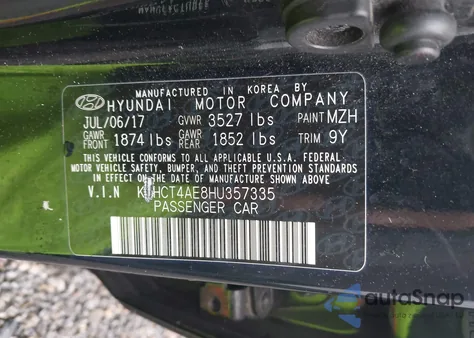 MANUFACTURED IN KOREA BY
HYUNDAI MOTOR COMPANY
JUL/06/17 GVWR 3527 lbs PAINT MZH
GAWR FRONT 1874 lbs GAWR REAR 1852 lbs TRIM 9Y
THIS VEHICLE CONFORMS TO ALL APPLICABLE U.S.A. FEDERAL
MOTOR VEHICLE SAFETY, BUMPER, AND THEFT PREVENTION
STANDARDS IN EFFECT ON THE DATE OF MANUFACTURE SHOWN ABOVE.
V.I.N
PASSENGER CAR
autoSnap